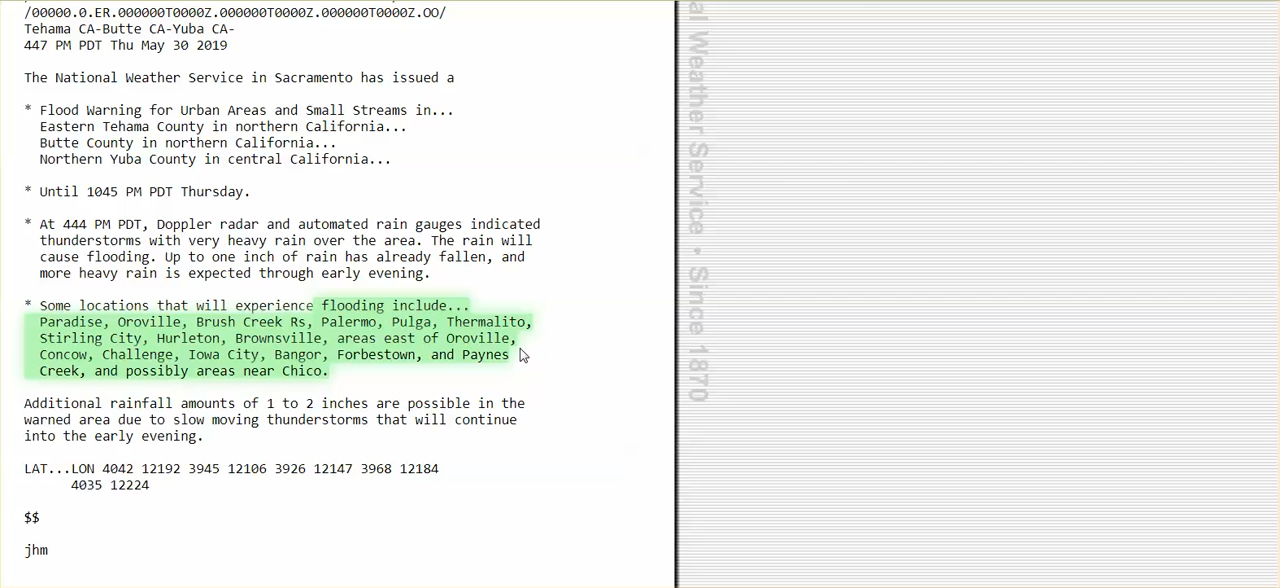 /00000.0.ER.000000T0000Z.000000T0000Z.000000T0000Z.OO/
Tehama CA-Butte CA-Yuba CA-
447 PM PDT Thu May 30 2019
The National Weather Service in Sacramento has issued a
* Flood Warning for Urban Areas and Small Streams in...
Eastern Tehama County in northern California...
Butte County in northern California...
Northern Yuba County in central California...
* Until 1045 PM PDT Thursday.
* At 444 PM PDT, Doppler radar and automated rain gauges indicated
thunderstorms with very heavy rain over the area. The rain will
cause flooding. Up to one inch of rain has already fallen, and
more heavy rain is expected through early evening.
* Some locations that will experience flooding include...
Paradise, Oroville, Brush Creek Rs, Palermo, Pulga, Thermalito,
Stirling City, Hurleton, Brownsville, areas east of Oroville,
Concow, Challenge, Iowa City, Bangor, Forbestown, and Paynes
Creek, and possibly areas near Chico.
Additional rainfall amounts of 1 to 2 inches are possible in the
warned area due to slow moving thunderstorms that will continue
into the early evening.
LAT...LON 4042 12192 3945 12106 3926 12147 3968 12184
4035 12224
$$
jhm
al Weather Service • Since 1870